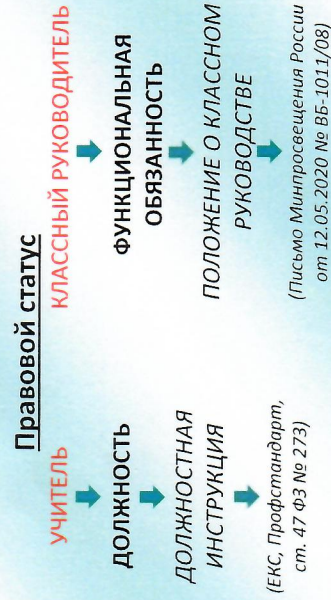 Правовой статус
УЧИТЕЛЬ
ДОЛЖНОСТЬ
ДОЛЖНОСТНАЯ
ИНСТРУКЦИЯ
(ЕКС, Профстандарт,
ст. 47 ФЗ № 273)
КЛАССНЫЙ РУКОВОДИТЕЛЬ
ФУНКЦИОНАЛЬНАЯ
ОБЯЗАННОСТЬ
ПОЛОЖЕНИЕ О КЛАССНОМ
РУКОВОДСТВЕ
(Письмо Минпросвещения России
от 12.05.2020 № ВБ-1011/08)